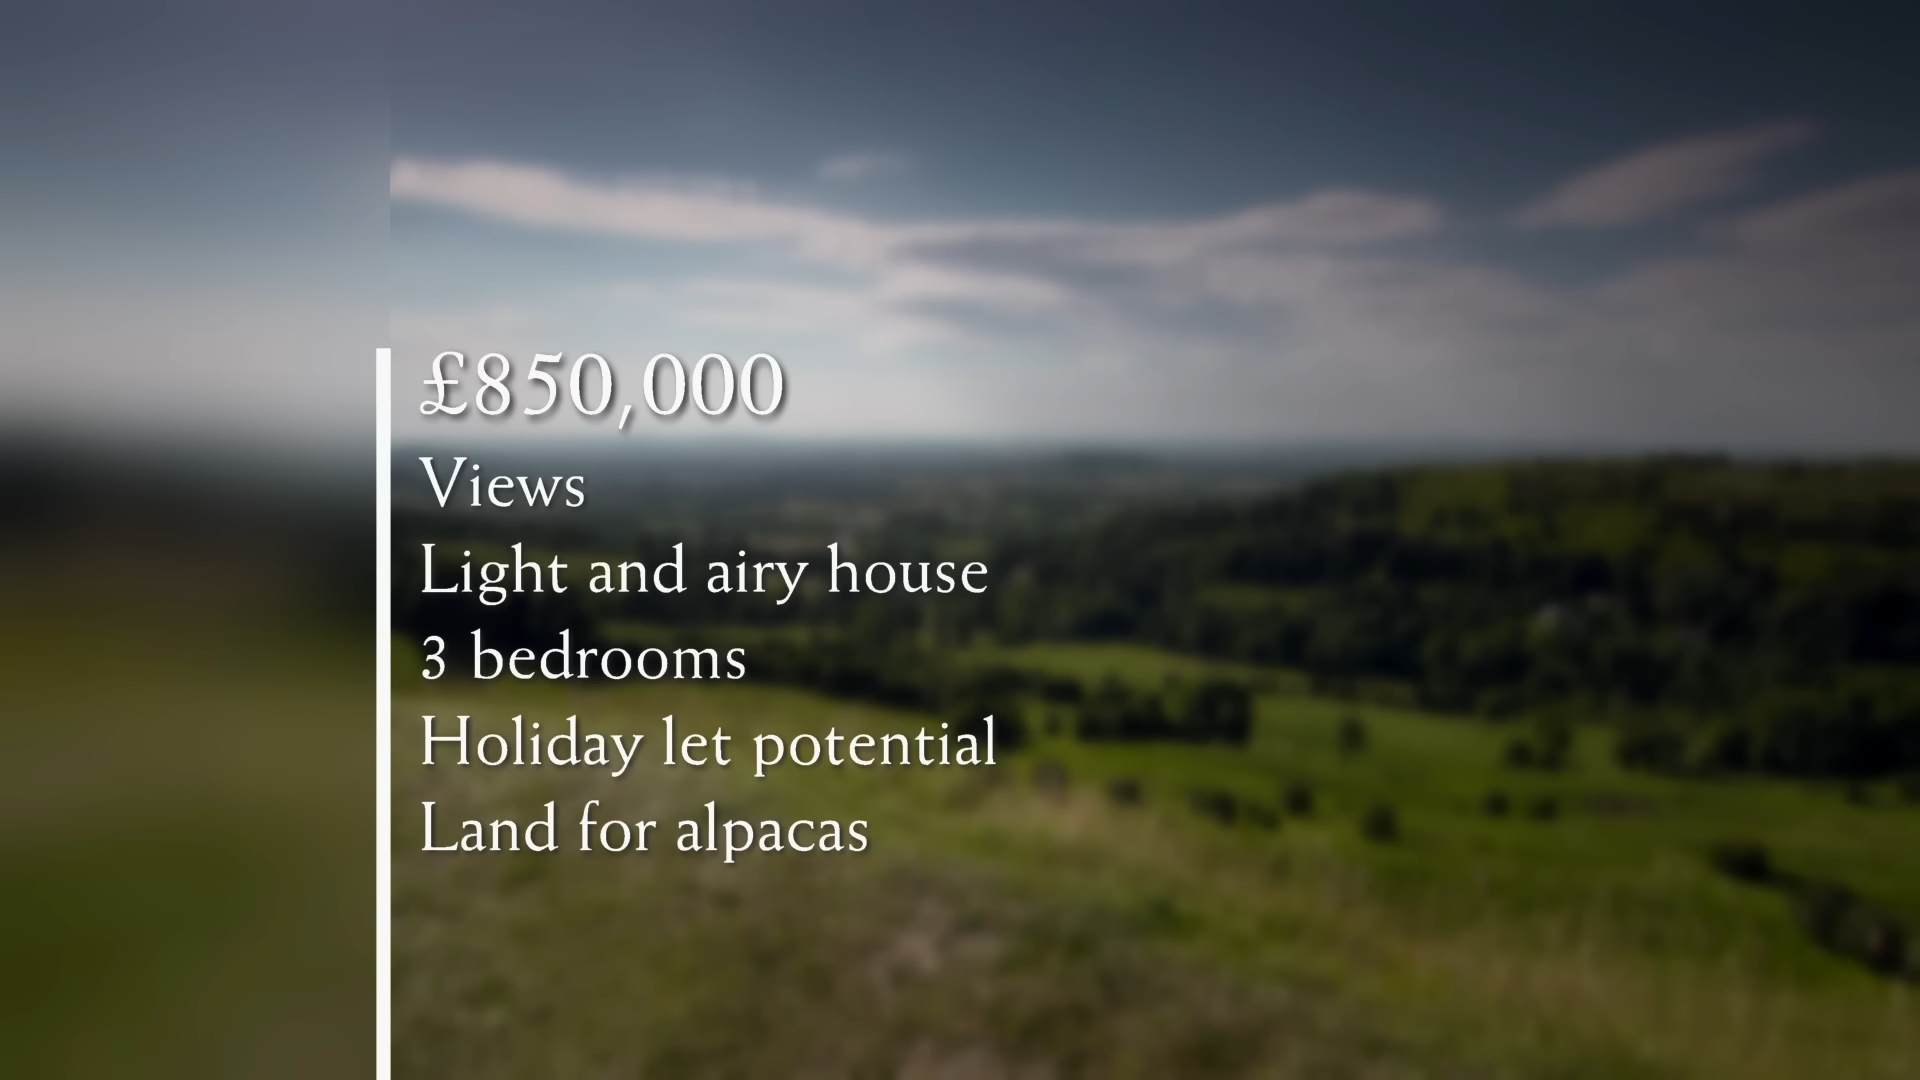 £850,000
Views
Light and airy house
3 bedrooms
Holiday let potential
Land for alpacas